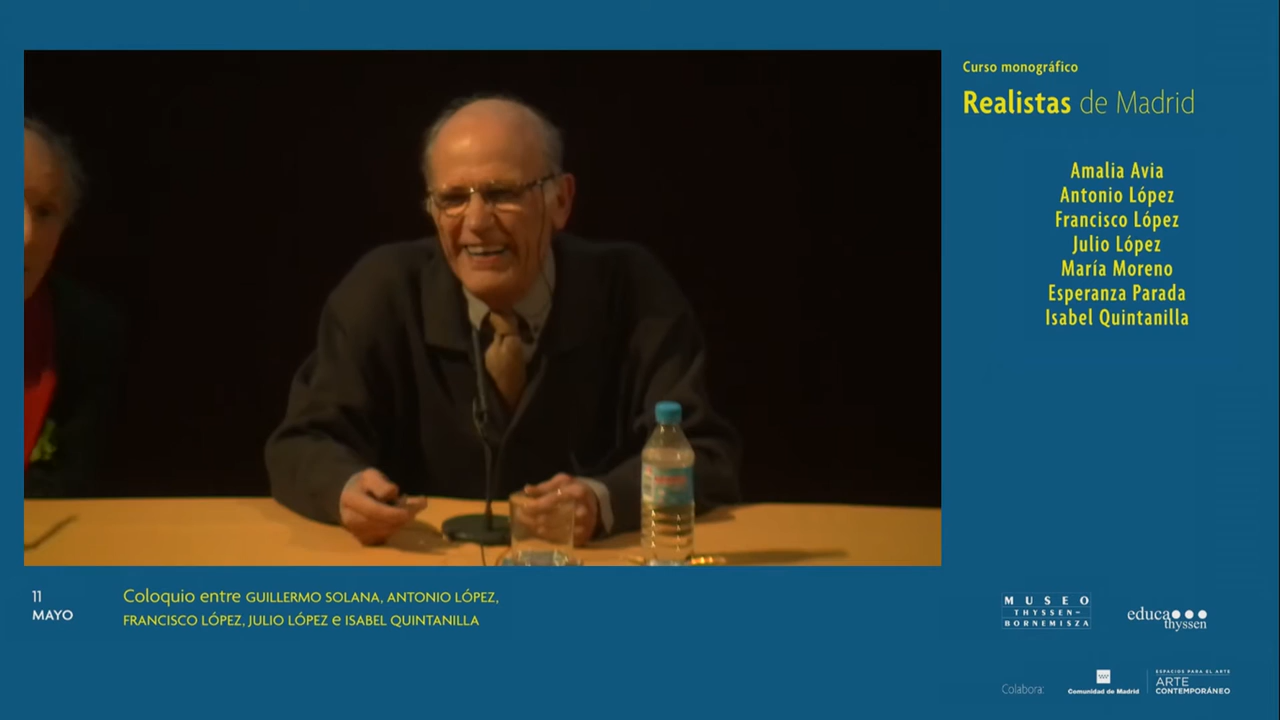 Curso monográfico
Realistas de Madrid
Amalia Avia
Antonio López
Francisco López
Julio López
María Moreno
Esperanza Parada
Isabel Quintanilla
11
MAYO
Coloquio entre GUILLERMO SOLANA, ANTONIO LÓPEZ,
FRANCISCO LÓPEZ, JULIO LÓPEZ e ISABEL QUINTANILLA
MUSEO
THYSSEN-
BORNEMISZA
educa
thyssen
Colabora:
Comunidad de Madrid
ESPACIOS PARA EL ARTE
ARTE
CONTEMPORÁNEO